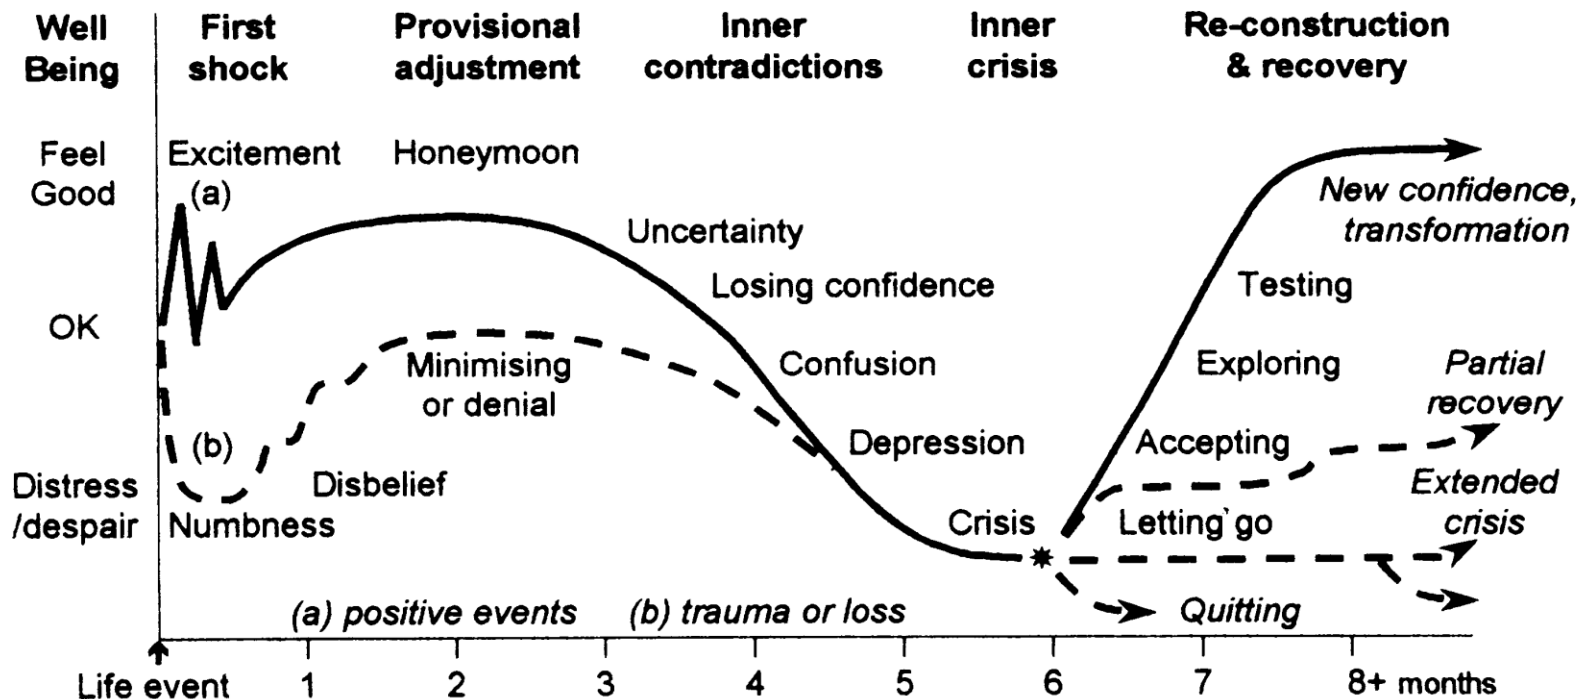 Well
Being
First
shock
Provisional
adjustment
Inner
contradictions
Inner
crisis
Re-construction
& recovery
Feel
Good
Excitement
(a)
Honeymoon
New confidence,
transformation
Uncertainty
Losing confidence
Testing
OK
Minimising
or denial
Confusion
Exploring
Partial
recovery
(b)
Depression
Accepting
Distress
/despair
Disbelief
Numbness
Crisis
Letting go
Extended
crisis
(a) positive events
(b) trauma or loss
Quitting
Life event
1
2
3
4
5
6
7
8+ months